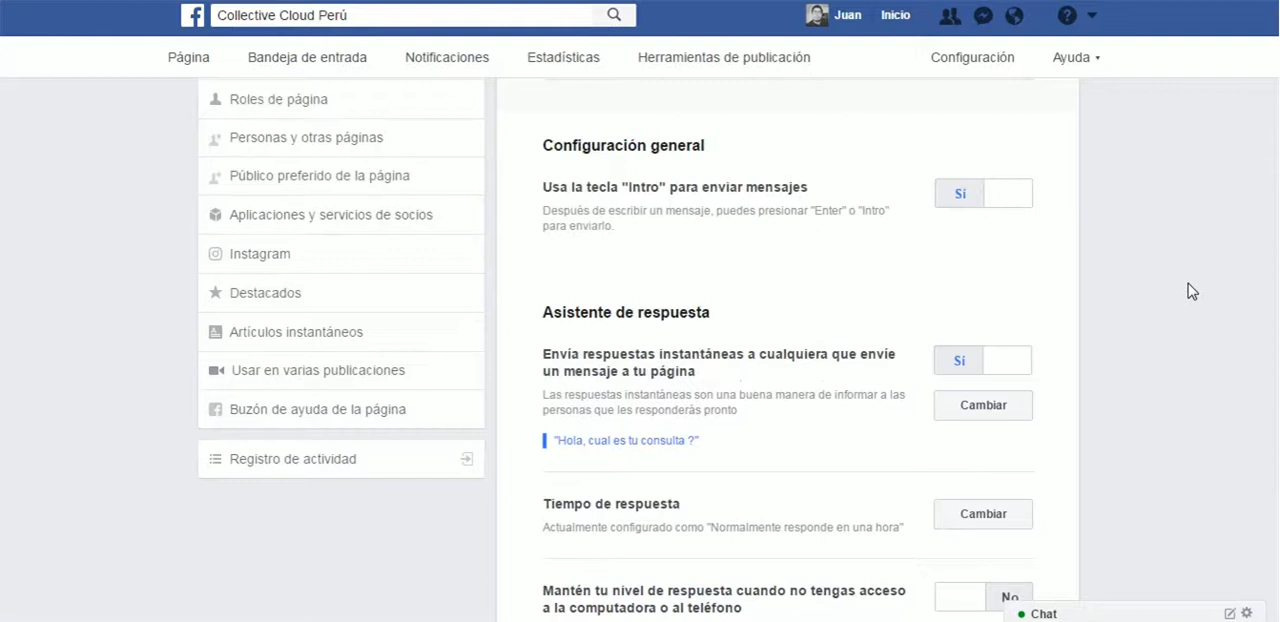 Collective Cloud Perú
Juan Inicio
Página Bandeja de entrada Notificaciones Estadísticas Herramientas de publicación Configuración Ayuda
Roles de página
Personas y otras páginas
Público preferido de la página
Aplicaciones y servicios de socios
Instagram
Destacados
Artículos instantáneos
Usar en varias publicaciones
Buzón de ayuda de la página
Registro de actividad
Configuración general
Usa la tecla "Intro" para enviar mensajes
Sí
Después de escribir un mensaje, puedes presionar "Enter" o "Intro"
para enviarlo.
Asistente de respuesta
Envía respuestas instantáneas a cualquiera que envíe
un mensaje a tu página
Sí
Las respuestas instantáneas son una buena manera de informar a las
personas que les responderás pronto
Cambiar
"Hola, cual es tu consulta ?"
Tiempo de respuesta
Cambiar
Actualmente configurado como "Normalmente responde en una hora"
Mantén tu nivel de respuesta cuando no tengas acceso
a la computadora o al teléfono
No
Chat